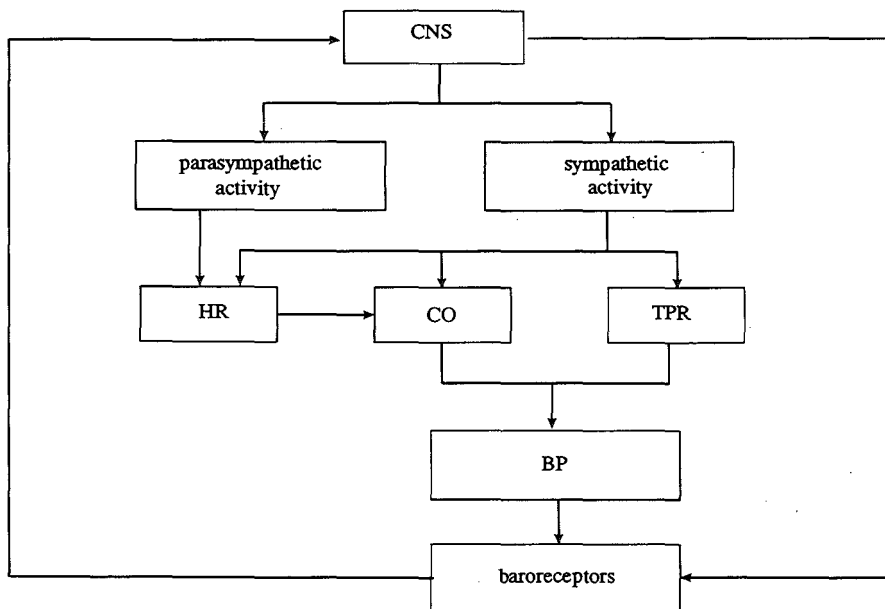 CNS
parasympathetic
activity
sympathetic
activity
HR
CO
TPR
BP
baroreceptors